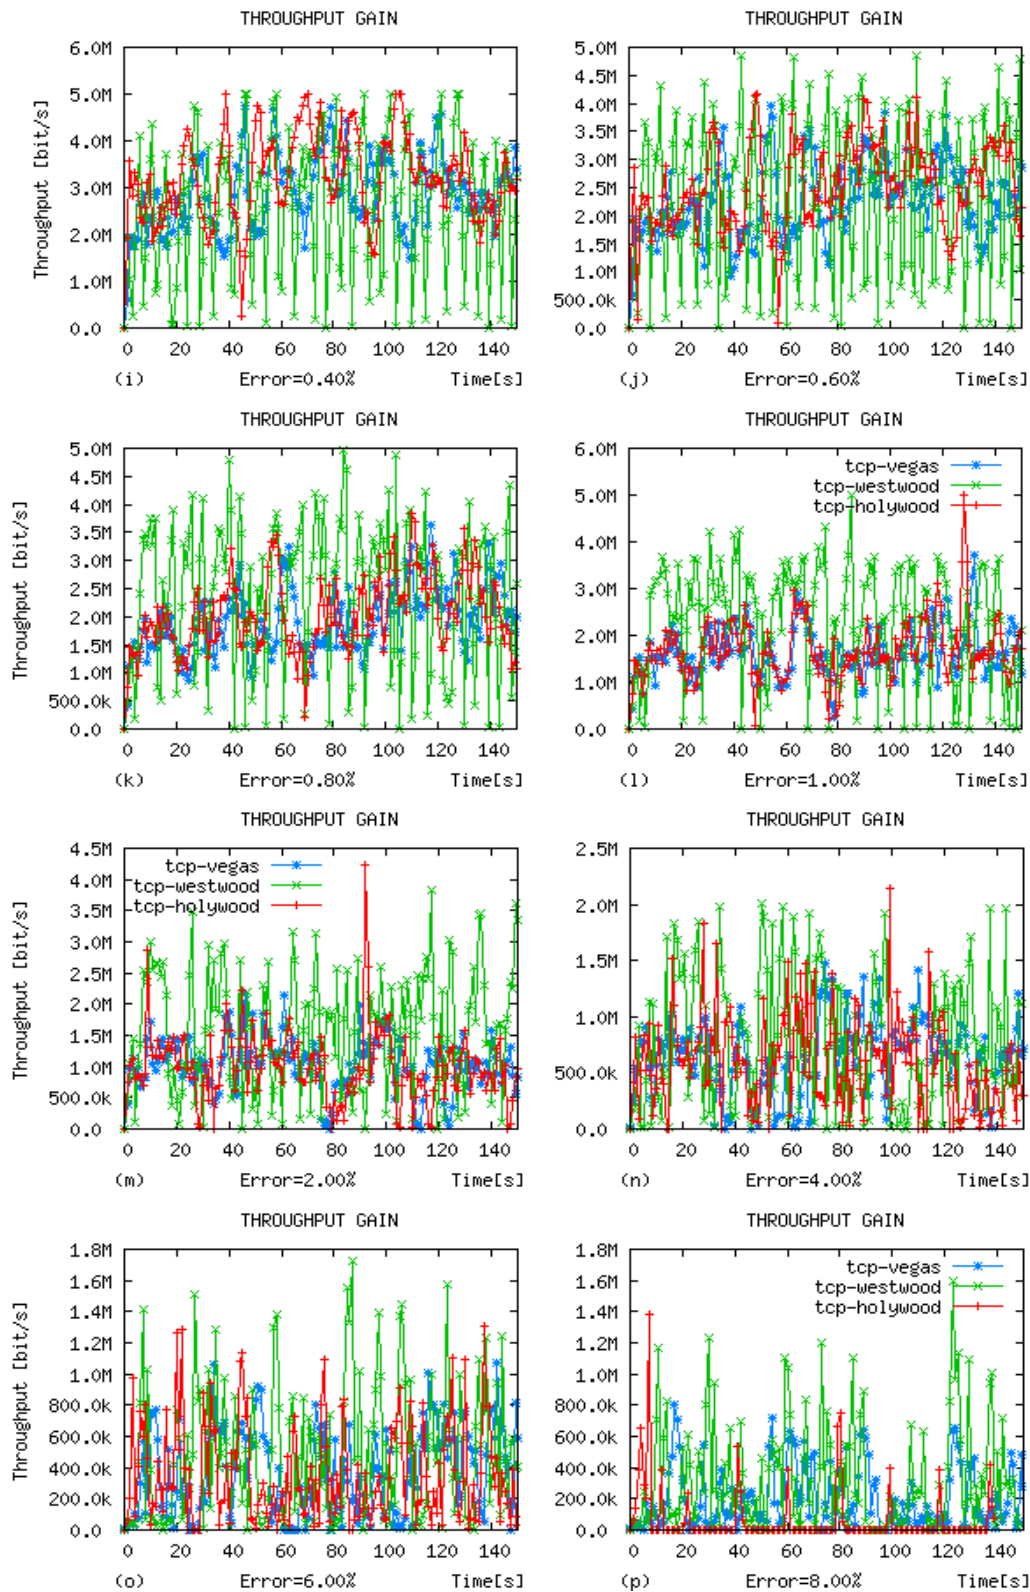 THROUGHPUT GAIN
Throughput [bit/s]
6.0M
5.0M
4.0M
3.0M
2.0M
1.0M
0.0
0 20 40 60 80 100 120 140
(i) Error=0.40% Time[s]
THROUGHPUT GAIN
5.0M
4.5M
4.0M
3.5M
3.0M
2.5M
2.0M
1.5M
1.0M
500.0k
0.0
0 20 40 60 80 100 120 140
(j) Error=0.60% Time[s]
THROUGHPUT GAIN
Throughput [bit/s]
5.0M
4.5M
4.0M
3.5M
3.0M
2.5M
2.0M
1.5M
1.0M
500.0k
0.0
0 20 40 60 80 100 120 140
(k) Error=0.80% Time[s]
THROUGHPUT GAIN
6.0M
5.0M
4.0M
3.0M
2.0M
1.0M
0.0
tcp-vegas
tcp-westwood
tcp-holywood
0 20 40 60 80 100 120 140
(l) Error=1.00% Time[s]
THROUGHPUT GAIN
Throughput [bit/s]
4.5M
4.0M
3.5M
3.0M
2.5M
2.0M
1.5M
1.0M
500.0k
0.0
tcp-vegas
tcp-westwood
tcp-holywood
0 20 40 60 80 100 120 140
(m) Error=2.00% Time[s]
THROUGHPUT GAIN
2.5M
2.0M
1.5M
1.0M
500.0k
0.0
0 20 40 60 80 100 120 140
(n) Error=4.00% Time[s]
THROUGHPUT GAIN
Throughput [bit/s]
1.8M
1.6M
1.4M
1.2M
1.0M
800.0k
600.0k
400.0k
200.0k
0.0
0 20 40 60 80 100 120 140
(o) Error=6.00% Time[s]
THROUGHPUT GAIN
1.8M
1.6M
1.4M
1.2M
1.0M
800.0k
600.0k
400.0k
200.0k
0.0
tcp-vegas
tcp-westwood
tcp-holywood
0 20 40 60 80 100 120 140
(p) Error=8.00% Time[s]